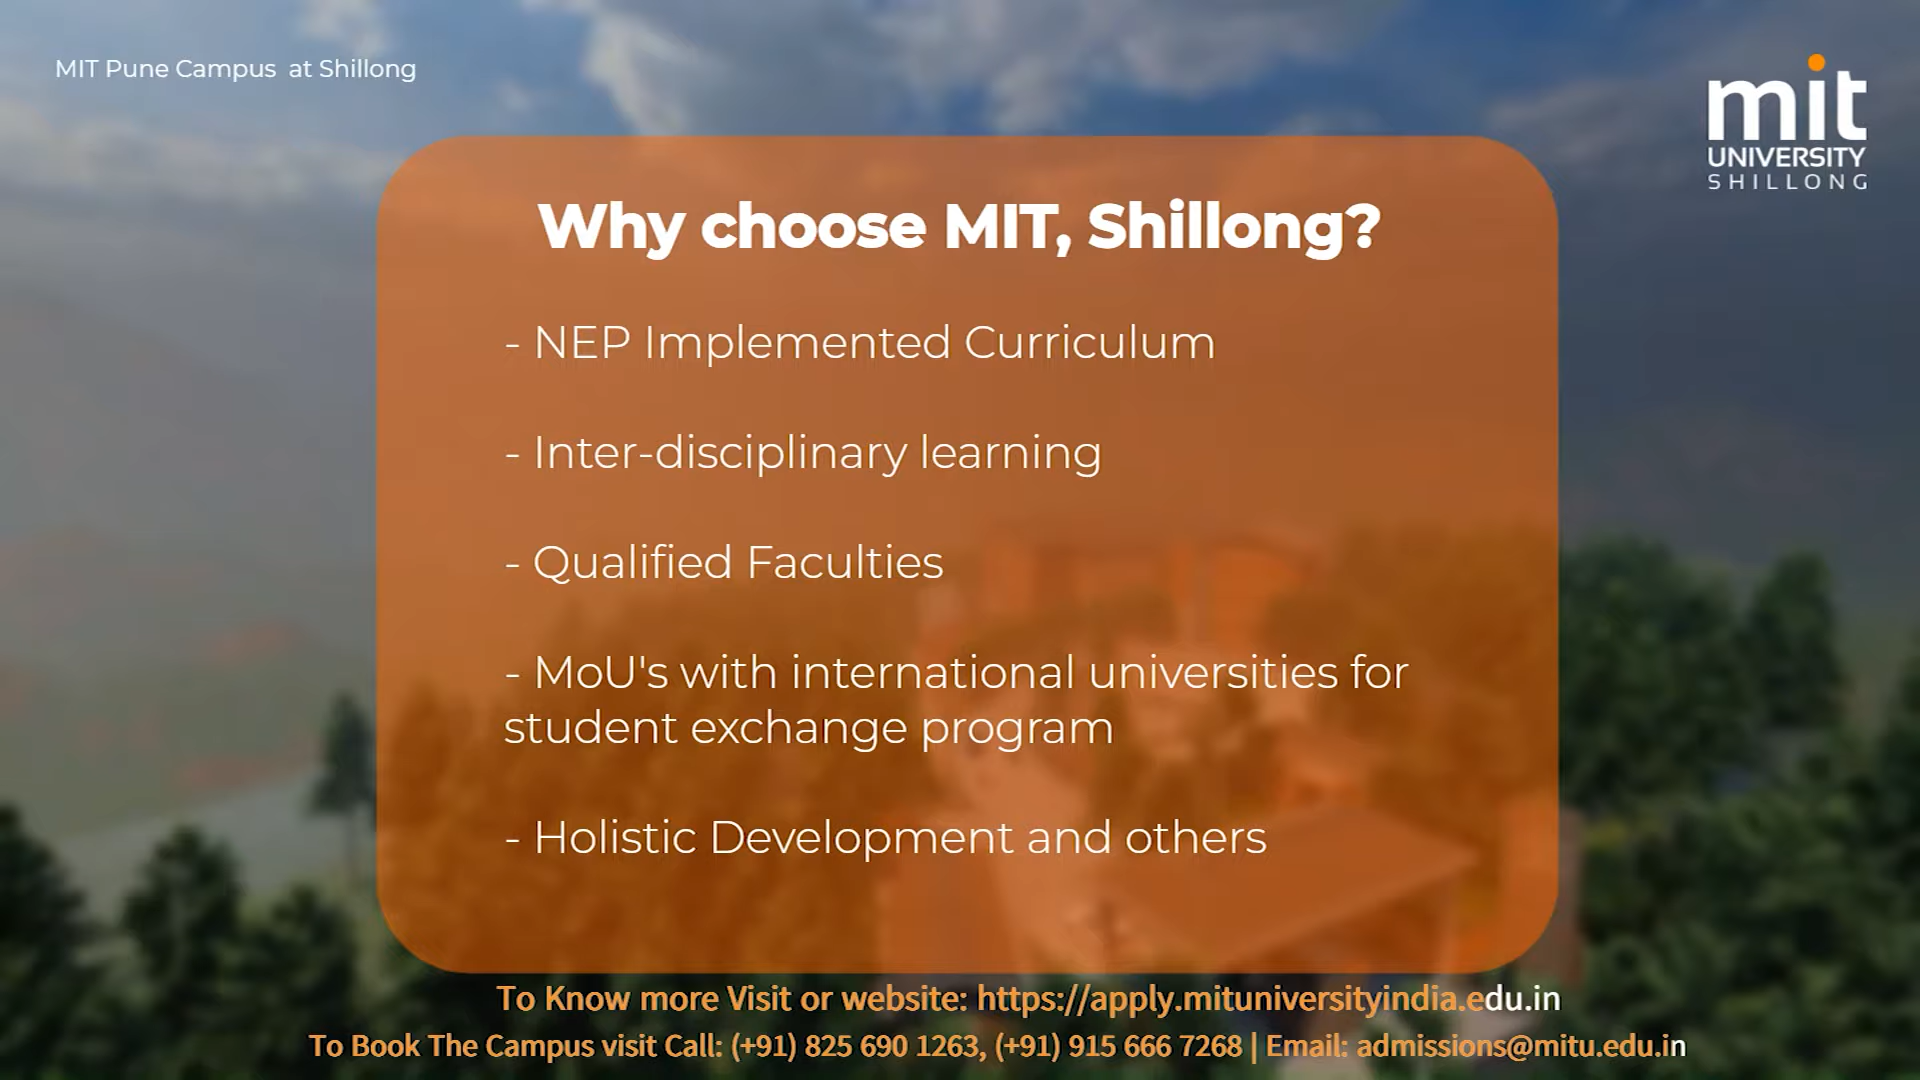 MIT Pune Campus at Shillong
mit
UNIVERSITY
SHILLONG
Why choose MIT, Shillong?
- NEP Implemented Curriculum
- Inter-disciplinary learning
- Qualified Faculties
- MoU's with international universities for
student exchange program
- Holistic Development and others
To Know more Visit or website: https://apply.mituniversityindia.edu.in
To Book The Campus visit Call: (+91) 825 690 1263, (+91) 915 666 7268 | Email: admissions@mitu.edu.in